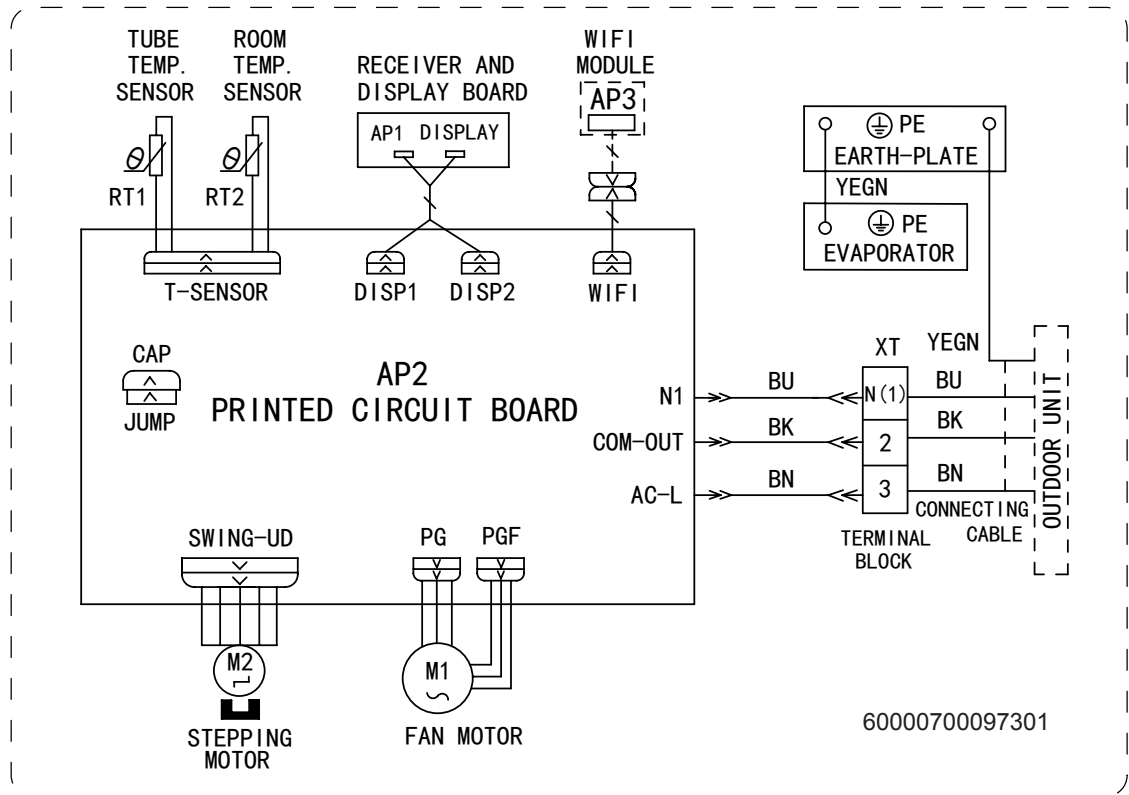 TUBE
TEMP.
SENSOR
ROOM
TEMP.
SENSOR
RECEIVER AND
DISPLAY BOARD
WIFI
MODULE
AP3
AP1 DISPLAY
RT1
RT2
PE
EARTH-PLATE
YEGN
PE
EVAPORATOR
T-SENSOR
DISP1
DISP2
WIFI
CAP
JUMP
AP2
PRINTED CIRCUIT BOARD
XT
YEGN
N1
BU
N(1)
BU
COM-OUT
BK
2
BK
AC-L
BN
3
BN
CONNECTING
CABLE
OUTDOOR UNIT
TERMINAL
BLOCK
SWING-UD
PG
PGF
M2
M1
STEPPING
MOTOR
FAN MOTOR
60000700097301